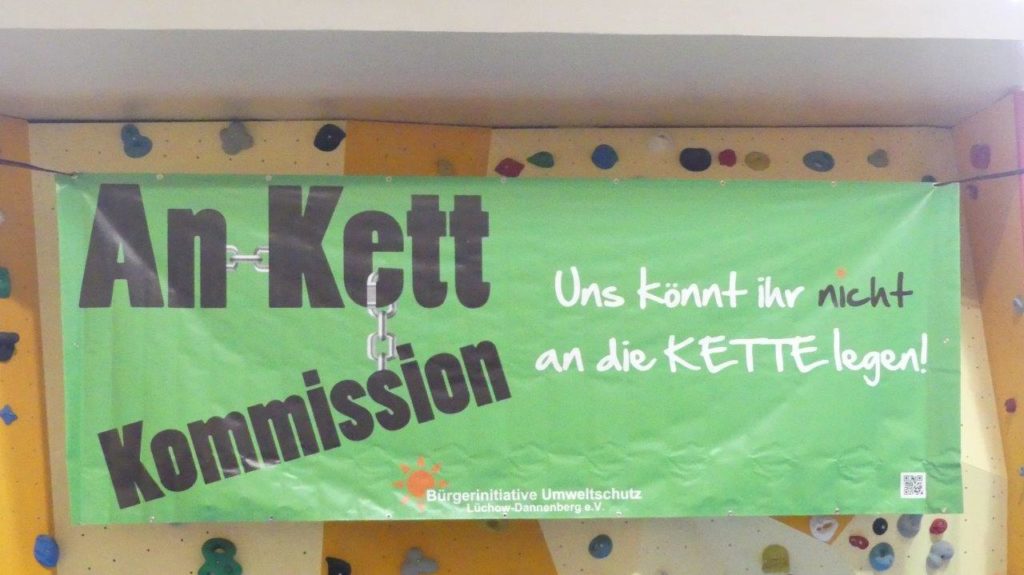 An Kett
Kommission
Uns könnt ihr nicht
an die KETTE legen!
Bürgerinitiative Umweltschutz
Lüchow-Dannenberg e.V.